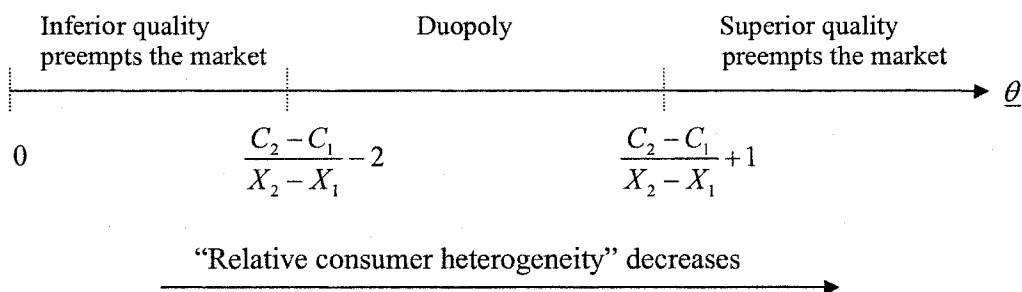 Inferior quality
preempts the market
Duopoly
Superior quality
preempts the market
θ
0
C₂ − C₁
X₂ − X₁
− 2
C₂ − C₁
X₂ − X₁
+ 1
“Relative consumer heterogeneity” decreases